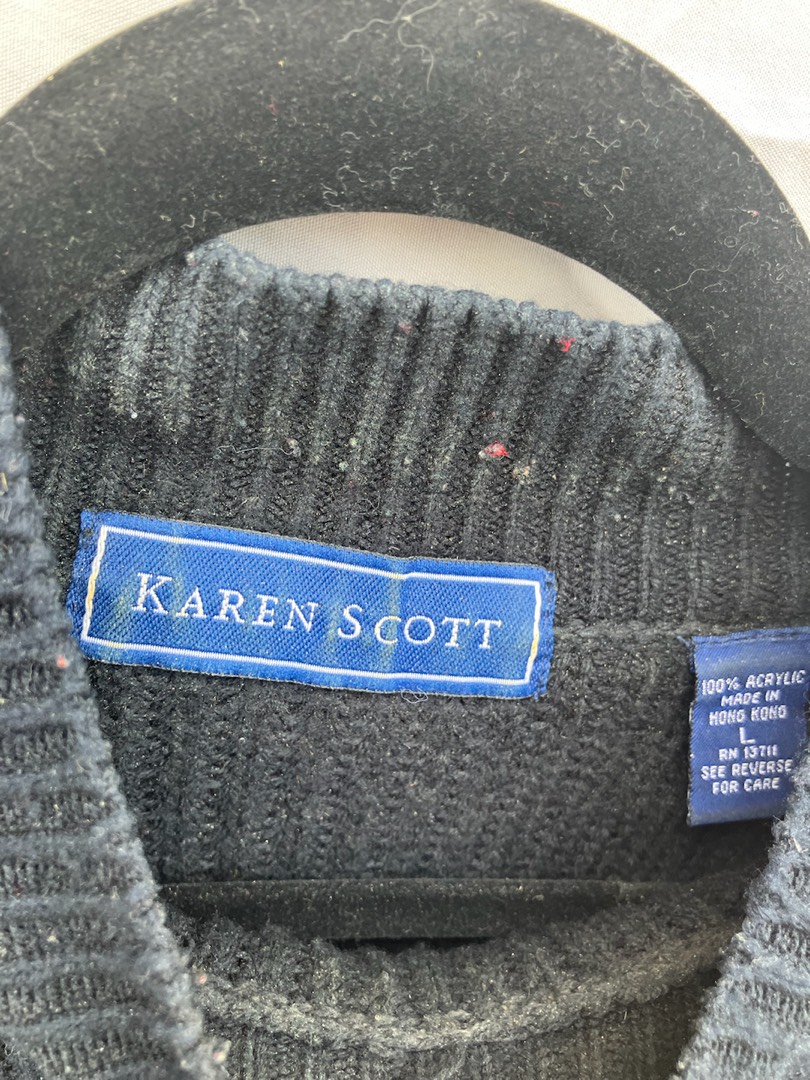 KAREN SCOTT
100% ACRYLIC
MADE IN
HONG KONG
L
RN 13711
SEE REVERSE
FOR CARE